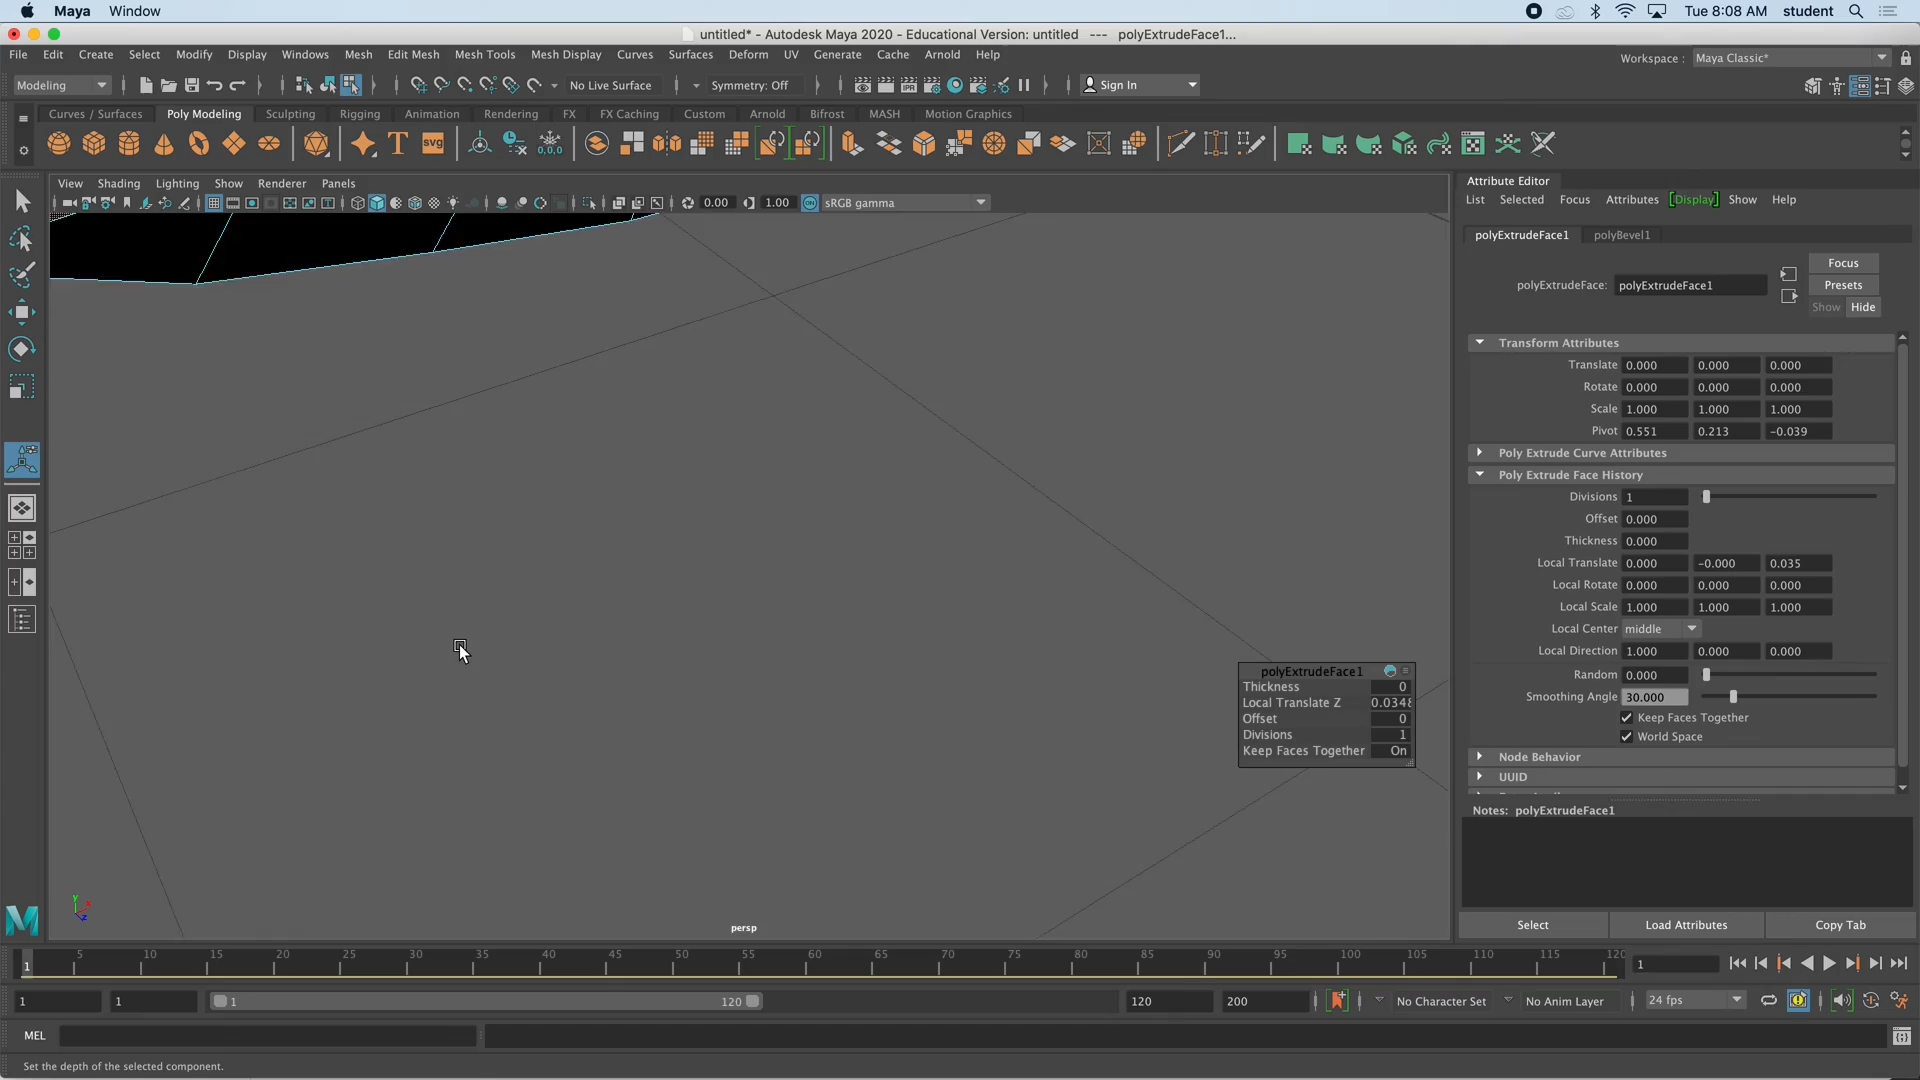 Maya Window Tue 8:08 AM student
untitled* - Autodesk Maya 2020 - Educational Version: untitled --- polyExtrudeFace1...
File Edit Create Select Modify Display Windows Mesh Edit Mesh Mesh Tools Mesh Display Curves Surfaces Deform UV Generate Cache Arnold Help Workspace : Maya Classic*
Modeling No Live Surface Symmetry: Off IPR Sign In
Curves / Surfaces Poly Modeling Sculpting Rigging Animation Rendering FX FX Caching Custom Arnold Bifrost MASH Motion Graphics
T SVG 0,0,0
View Shading Lighting Show Renderer Panels
0.00 1.00 ON sRGB gamma
Attribute Editor
List Selected Focus Attributes [Display] Show Help
polyExtrudeFace1 polyBevel1
Focus
polyExtrudeFace: polyExtrudeFace1 Presets
Show Hide
Transform Attributes
Translate 0.000 0.000 0.000
Rotate 0.000 0.000 0.000
Scale 1.000 1.000 1.000
Pivot 0.551 0.213 -0.039
Poly Extrude Curve Attributes
Poly Extrude Face History
Divisions 1
Offset 0.000
Thickness 0.000
Local Translate 0.000 -0.000 0.035
Local Rotate 0.000 0.000 0.000
Local Scale 1.000 1.000 1.000
Local Center middle
Local Direction 1.000 0.000 0.000
Random 0.000
Smoothing Angle 30.000
Keep Faces Together
World Space
Node Behavior
UUID
Notes: polyExtrudeFace1
Select Load Attributes Copy Tab
polyExtrudeFace1
Thickness 0
Local Translate Z 0.0348
Offset 0
Divisions 1
Keep Faces Together On
y x z
persp
M
5 10 15 20 25 30 35 40 45 50 55 60 65 70 75 80 85 90 95 100 105 110 115 120
1 1
1 1 1 120 120 200 No Character Set No Anim Layer 24 fps
MEL
Set the depth of the selected component.